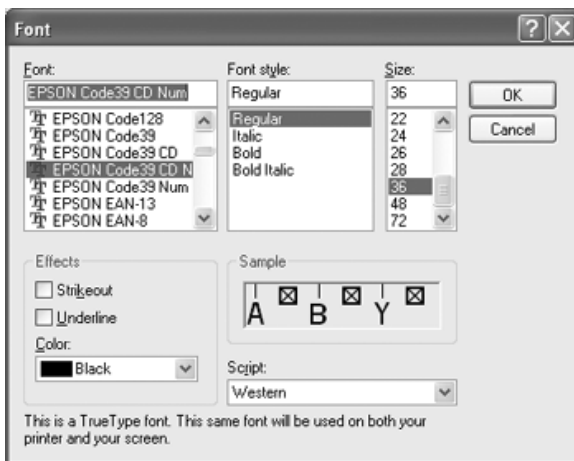 Font
Font:
EPSON Code39 CD Num
EPSON Code128
EPSON Code39
EPSON Code39 CD
EPSON Code39 CD N
EPSON Code39 Num
EPSON EAN-13
EPSON EAN-8
Font style:
Regular
Regular
Italic
Bold
Bold Italic
Size:
36
22
24
26
28
36
48
72
OK
Cancel
Effects
Strikeout
Underline
Color:
Black
Sample
A B Y
Script:
Western
This is a TrueType font. This same font will be used on both your
printer and your screen.